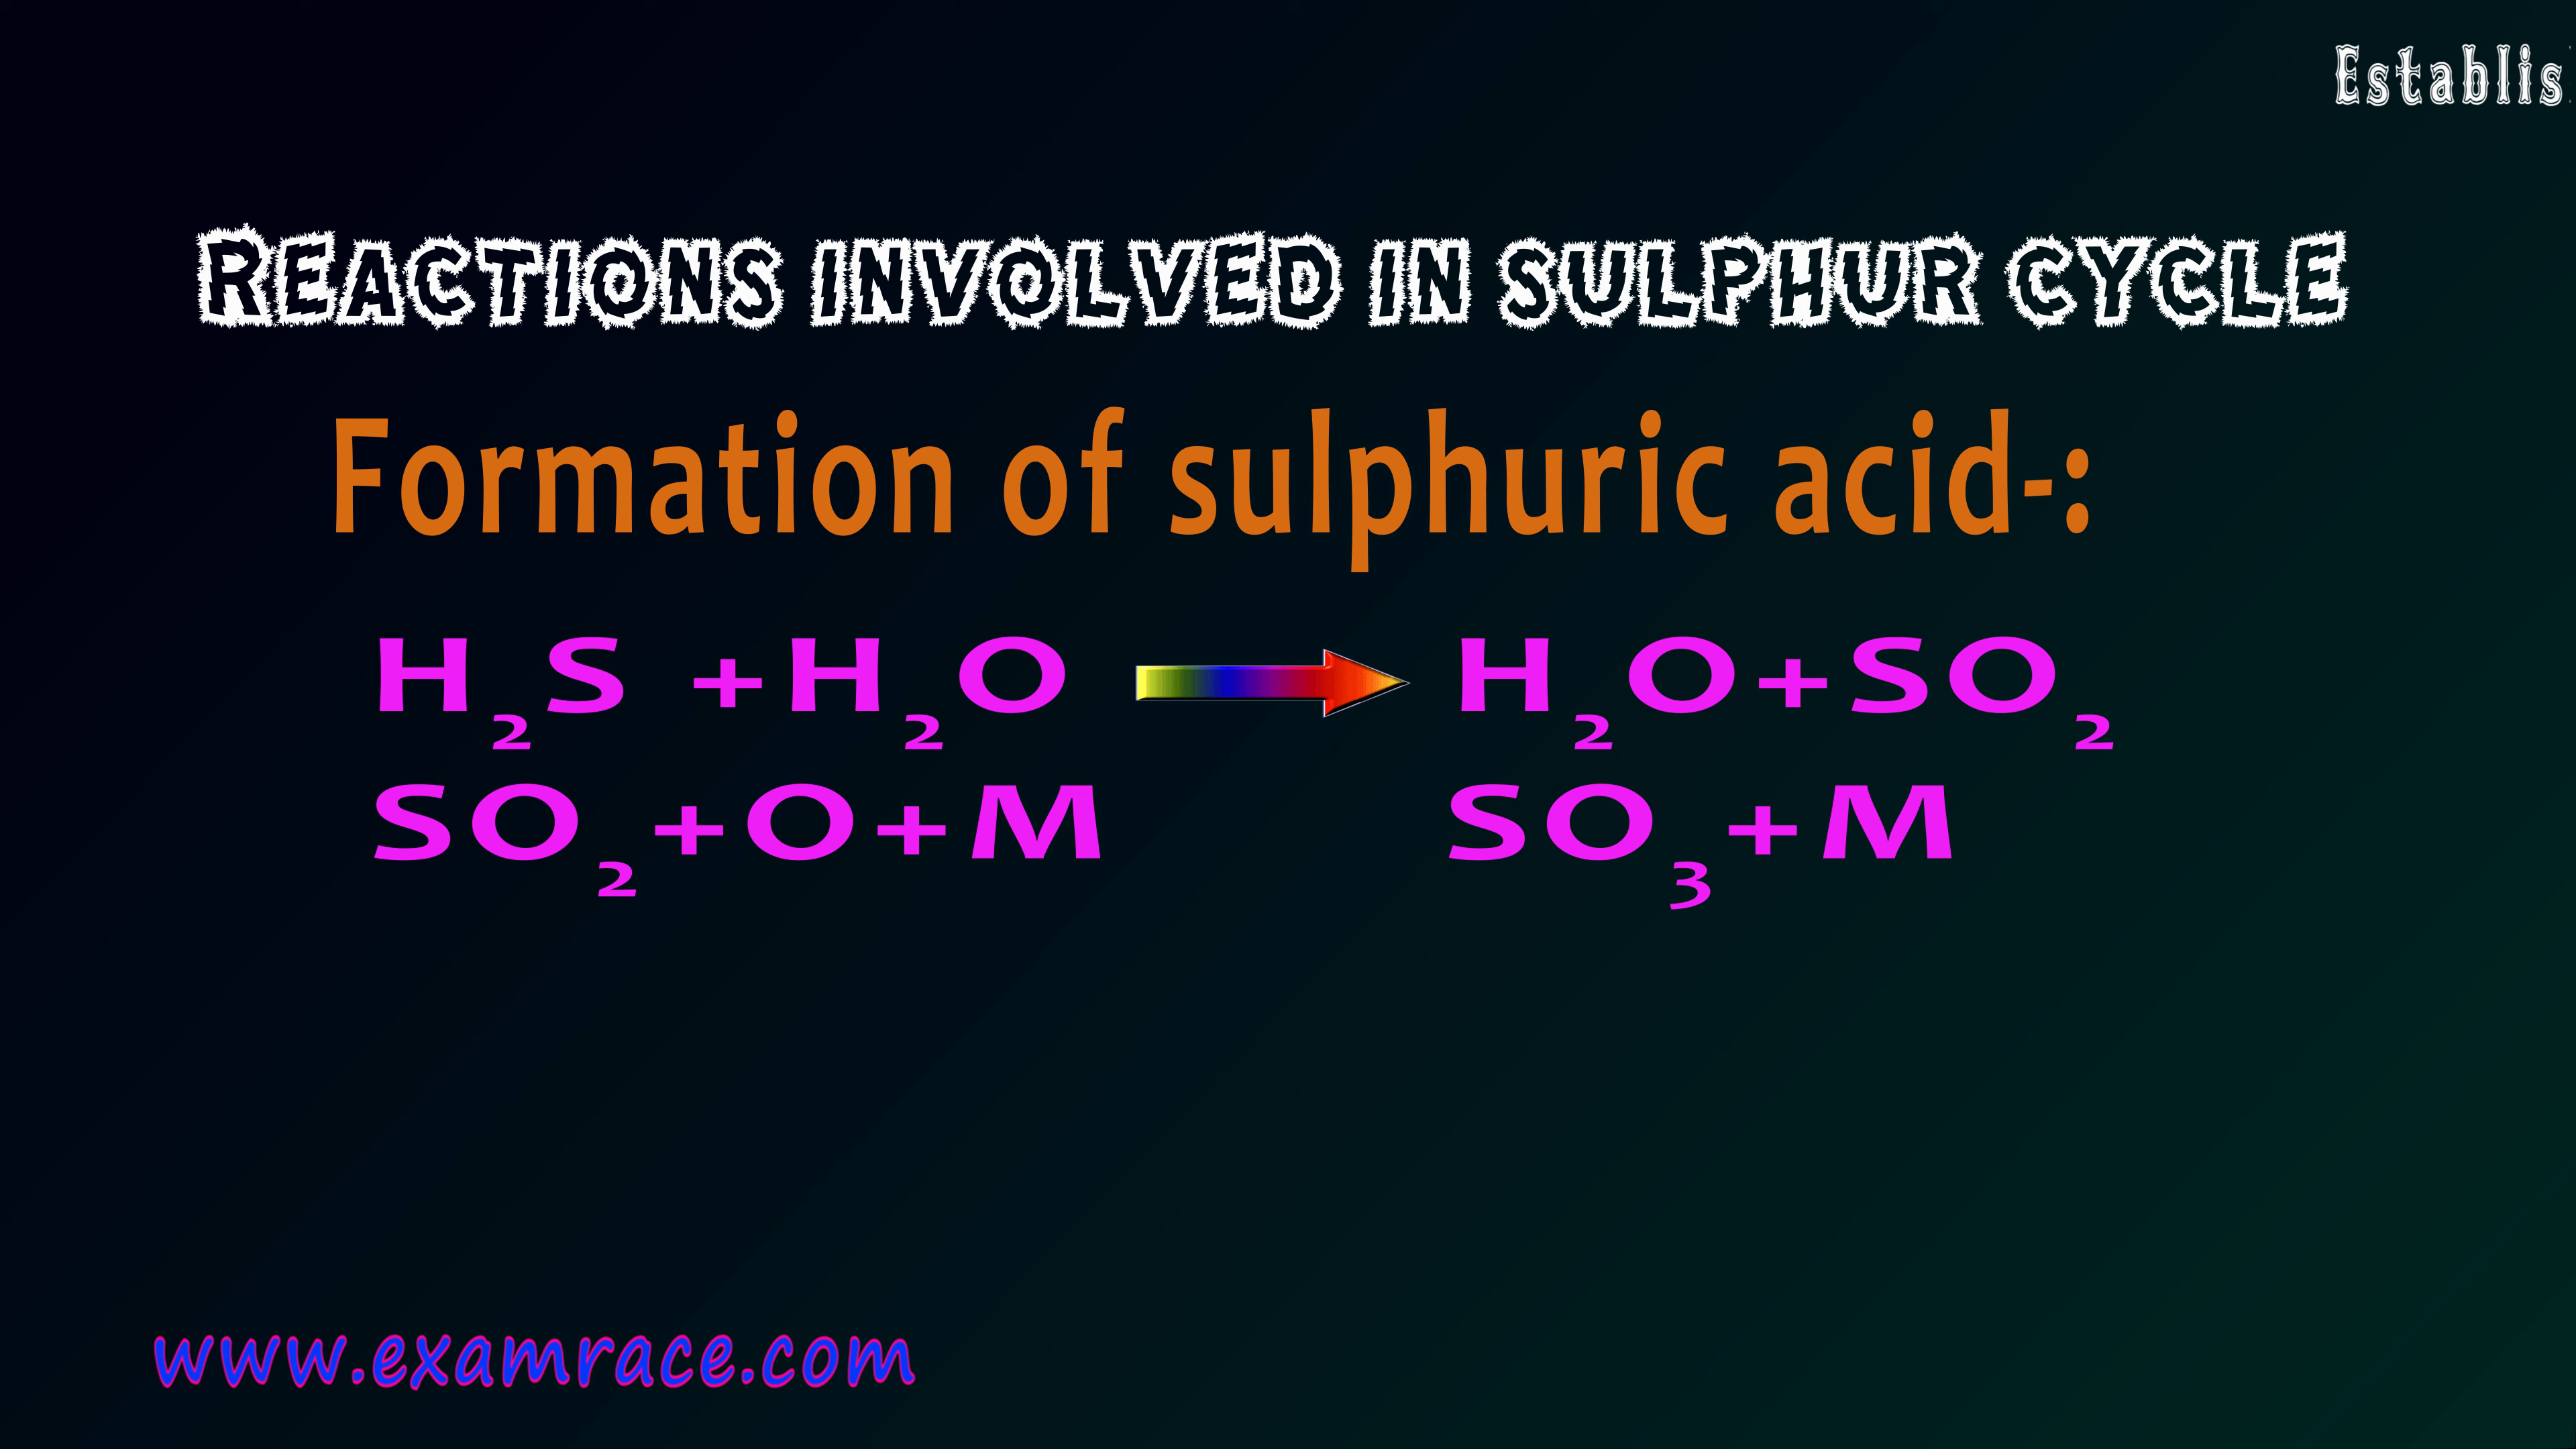 Establis
REACTIONS INVOLVED IN SULPHUR CYCLE
Formation of sulphuric acid-:
H₂S +H₂O → H₂O+SO₂
SO₂+O+M SO₃+M
www.examrace.com